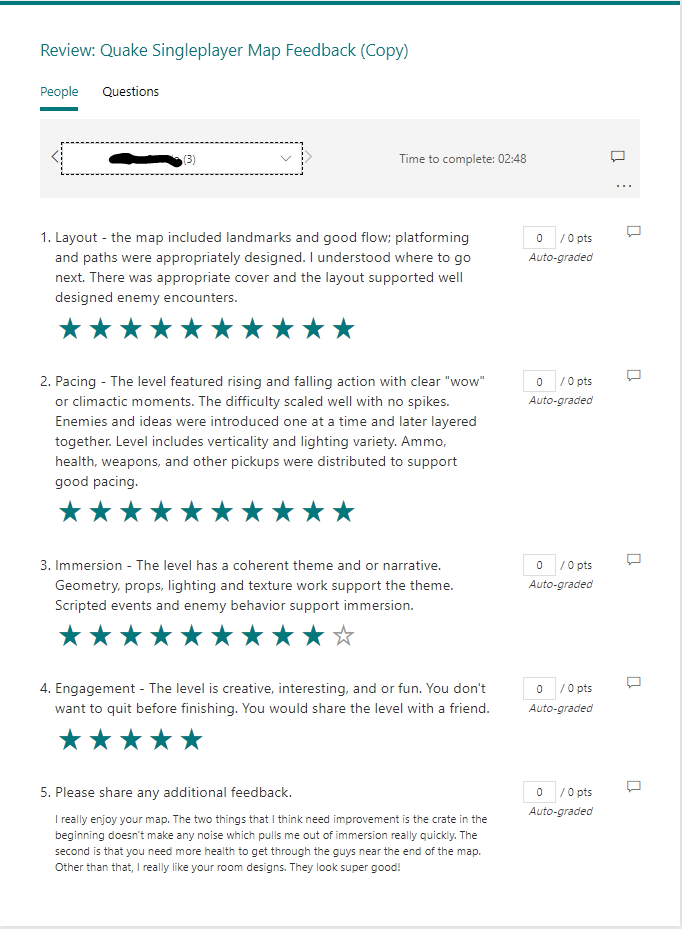 Review: Quake Singleplayer Map Feedback (Copy)
People Questions
(3)
Time to complete: 02:48
1. Layout - the map included landmarks and good flow; platforming
and paths were appropriately designed. I understood where to go
next. There was appropriate cover and the layout supported well
designed enemy encounters.
0 / 0 pts
Auto-graded
2. Pacing - The level featured rising and falling action with clear "wow"
or climactic moments. The difficulty scaled well with no spikes.
Enemies and ideas were introduced one at a time and later layered
together. Level includes verticality and lighting variety. Ammo,
health, weapons, and other pickups were distributed to support
good pacing.
0 / 0 pts
Auto-graded
3. Immersion - The level has a coherent theme and or narrative.
Geometry, props, lighting and texture work support the theme.
Scripted events and enemy behavior support immersion.
0 / 0 pts
Auto-graded
4. Engagement - The level is creative, interesting, and or fun. You don't
want to quit before finishing. You would share the level with a friend.
0 / 0 pts
Auto-graded
5. Please share any additional feedback.
0 / 0 pts
Auto-graded
I really enjoy your map. The two things that I think need improvement is the crate in the
beginning doesn't make any noise which pulls me out of immersion really quickly. The
second is that you need more health to get through the guys near the end of the map.
Other than that, I really like your room designs. They look super good!